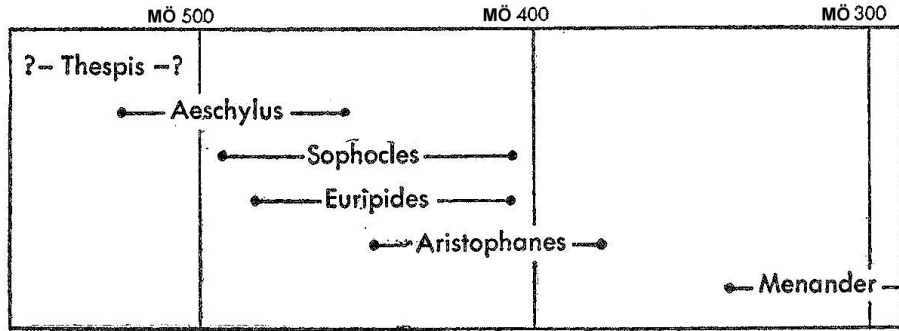 MÖ 500 MÖ 400 MÖ 300
?– Thespis –?
Aeschylus
Sophocles
Euripides
Aristophanes
Menander